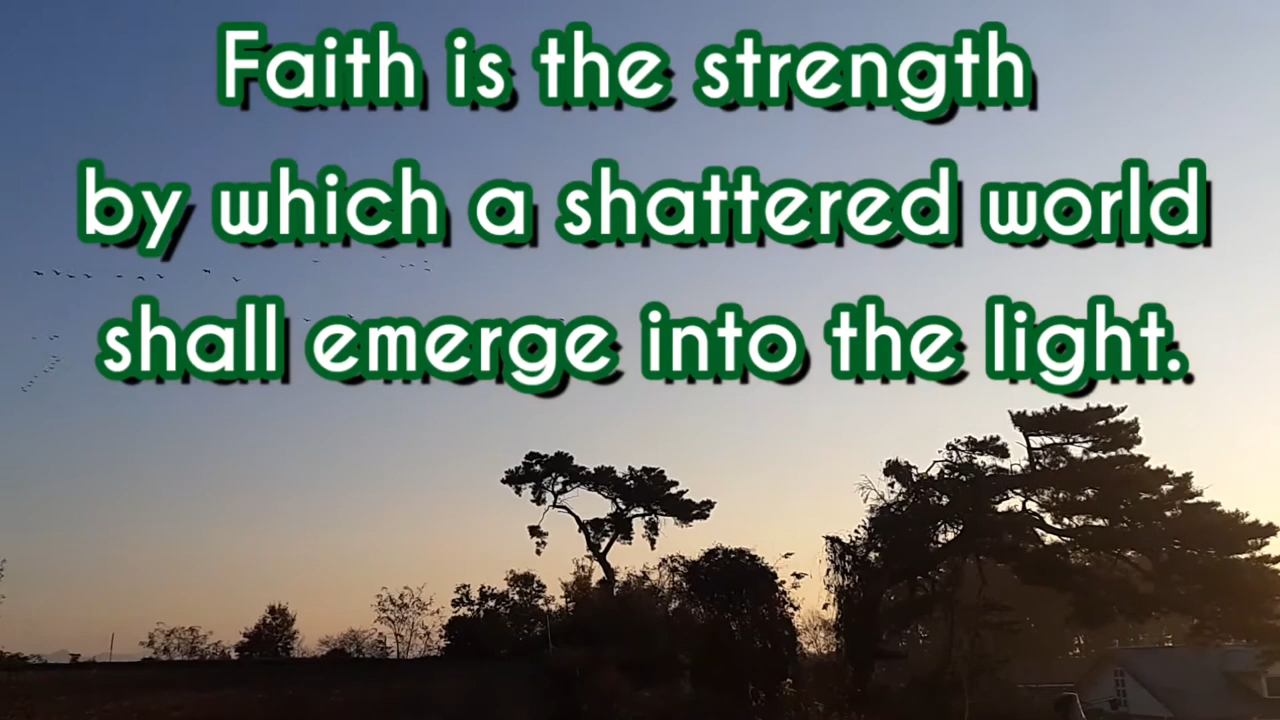 Faith is the strength
by which a shattered world
shall emerge into the light.